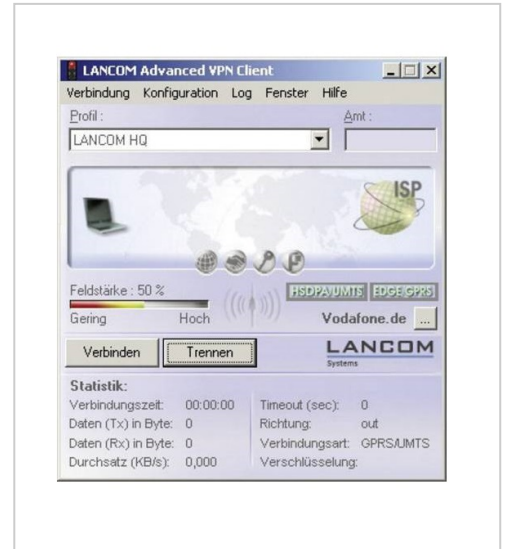 LANCOM Advanced VPN Client
Verbindung Konfiguration Log Fenster Hilfe
Profil : Amt :
LANCOM HQ
ISP
Feldstärke : 50 % HSDPA/UMTS EDGE/GPRS
Gering Hoch Vodafone.de ...
Verbinden Trennen LANCOM
Systems
Statistik:
Verbindungszeit: 00:00:00 Timeout (sec): 0
Daten (Tx) in Byte: 0 Richtung: out
Daten (Rx) in Byte: 0 Verbindungsart: GPRS/UMTS
Durchsatz (KB/s): 0,000 Verschlüsselung: